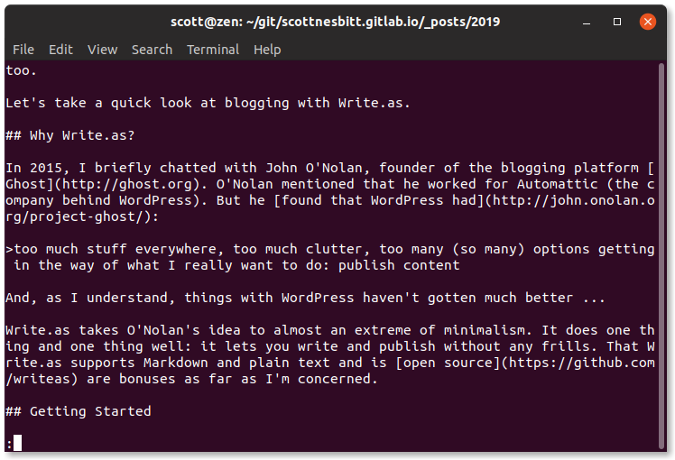 scott@zen: ~/git/scottnesbitt.gitlab.io/_posts/2019
File Edit View Search Terminal Help
too.
Let's take a quick look at blogging with Write.as.
## Why Write.as?
In 2015, I briefly chatted with John O'Nolan, founder of the blogging platform [
Ghost](http://ghost.org). O'Nolan mentioned that he worked for Automattic (the c
ompany behind WordPress). But he [found that WordPress had](http://john.onolan.o
rg/project-ghost/):
>too much stuff everywhere, too much clutter, too many (so many) options getting
in the way of what I really want to do: publish content
And, as I understand, things with WordPress haven't gotten much better ...
Write.as takes O'Nolan's idea to almost an extreme of minimalism. It does one th
ing and one thing well: it lets you write and publish without any frills. That W
rite.as supports Markdown and plain text and is [open source](https://github.com
/writeas) are bonuses as far as I'm concerned.
## Getting Started
: